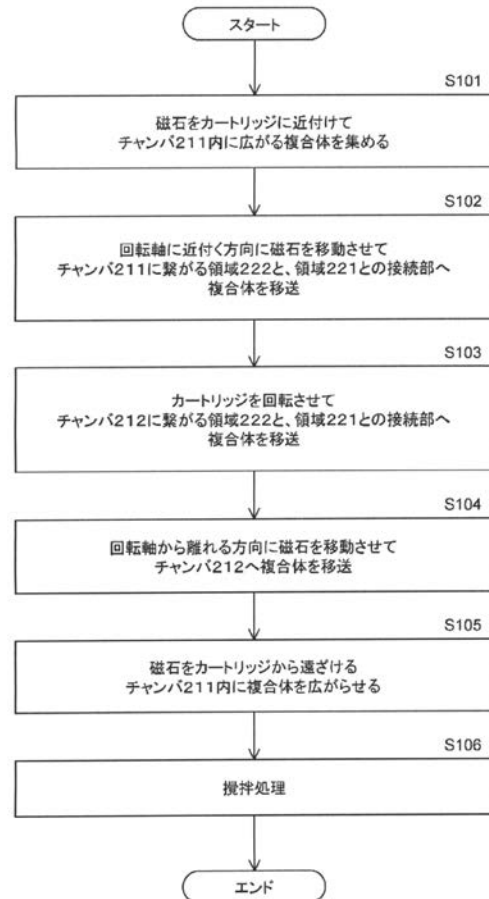 スタート
S101
磁石をカートリッジに近付けて
チャンバ211内に広がる複合体を集める
S102
回転軸に近付く方向に磁石を移動させて
チャンバ211に繋がる領域222と、領域221との接続部へ
複合体を移送
S103
カートリッジを回転させて
チャンバ212に繋がる領域222と、領域221との接続部へ
複合体を移送
S104
回転軸から離れる方向に磁石を移動させて
チャンバ212へ複合体を移送
S105
磁石をカートリッジから遠ざける
チャンバ211内に複合体を広がらせる
S106
攪拌処理
エンド